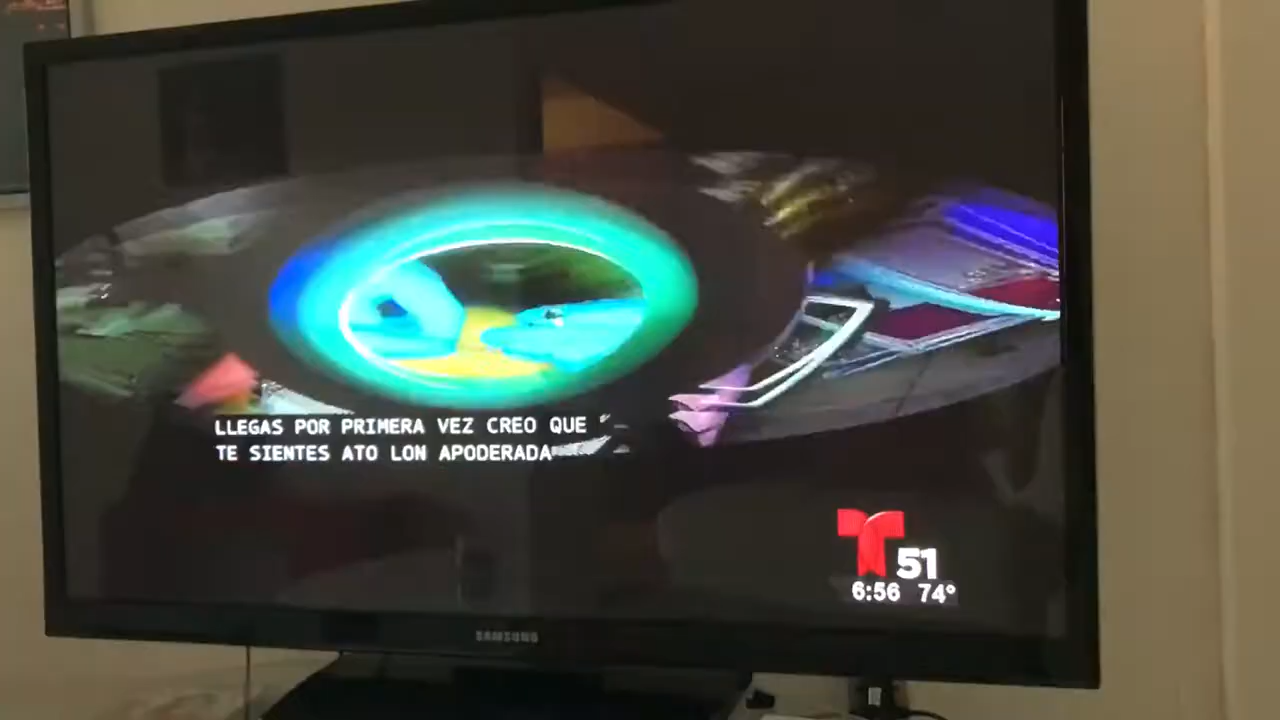 LLEGAS POR PRIMERA VEZ CREO QUE
TE SIENTES ATO LON APODERADA
51
6:56 74°
SAMSUNG